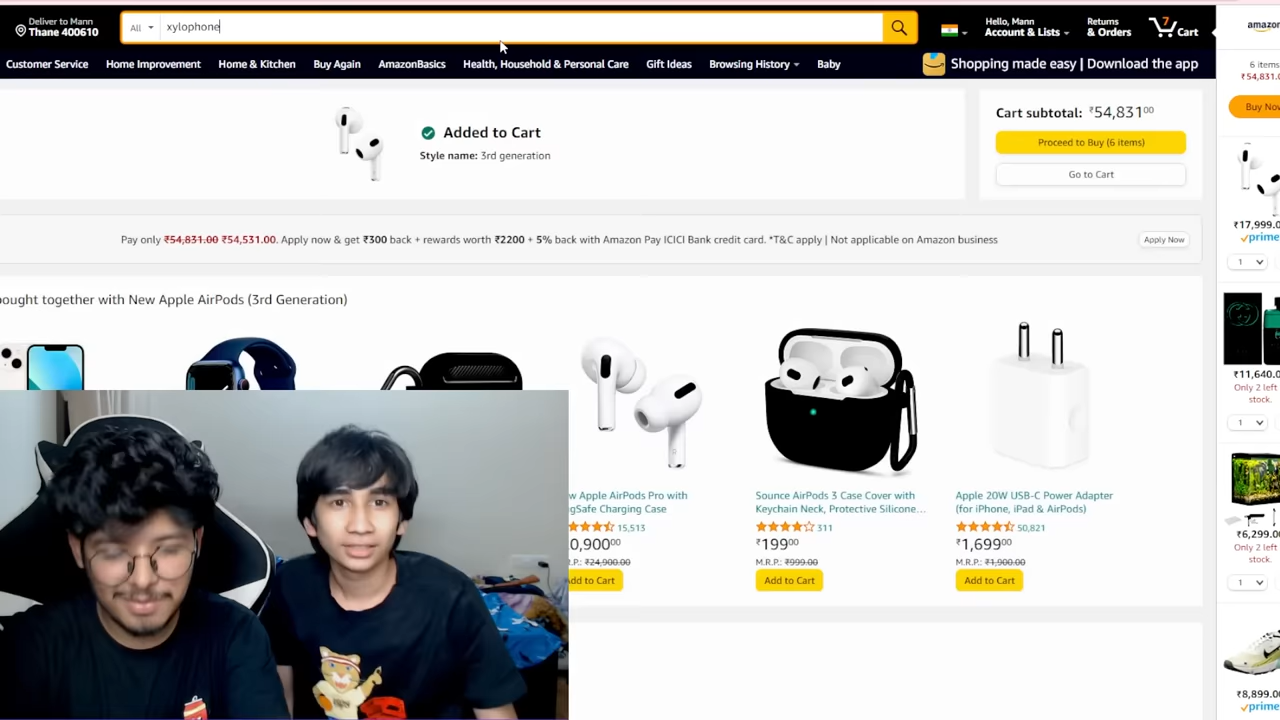 Deliver to Mann
Thane 400610
All
xylophone
Hello, Mann
Account & Lists
Returns
& Orders
7
Cart
amazon
Customer Service
Home Improvement
Home & Kitchen
Buy Again
AmazonBasics
Health, Household & Personal Care
Gift Ideas
Browsing History
Baby
Shopping made easy | Download the app
6 items
₹54,831.0
Buy Now
Added to Cart
Style name: 3rd generation
Cart subtotal: ₹54,831⁰⁰
Proceed to Buy (6 items)
Go to Cart
Pay only ₹54,831.00 ₹54,531.00. Apply now & get ₹300 back + rewards worth ₹2200 + 5% back with Amazon Pay ICICI Bank credit card. *T&C apply | Not applicable on Amazon business
Apply Now
ought together with New Apple AirPods (3rd Generation)
w Apple AirPods Pro with
gSafe Charging Case
15,513
0,900⁰⁰
M.R.P.: ₹24,900.00
Add to Cart
Sounce AirPods 3 Case Cover with
Keychain Neck, Protective Silicone...
311
₹199⁰⁰
M.R.P.: ₹999.00
Add to Cart
Apple 20W USB-C Power Adapter
(for iPhone, iPad & AirPods)
50,821
₹1,699⁰⁰
M.R.P.: ₹1,900.00
Add to Cart
₹17,999.0
prime
1
₹11,640.0
Only 2 left
stock.
1
₹6,299.00
Only 2 left
stock.
1
₹8,899.00
prime